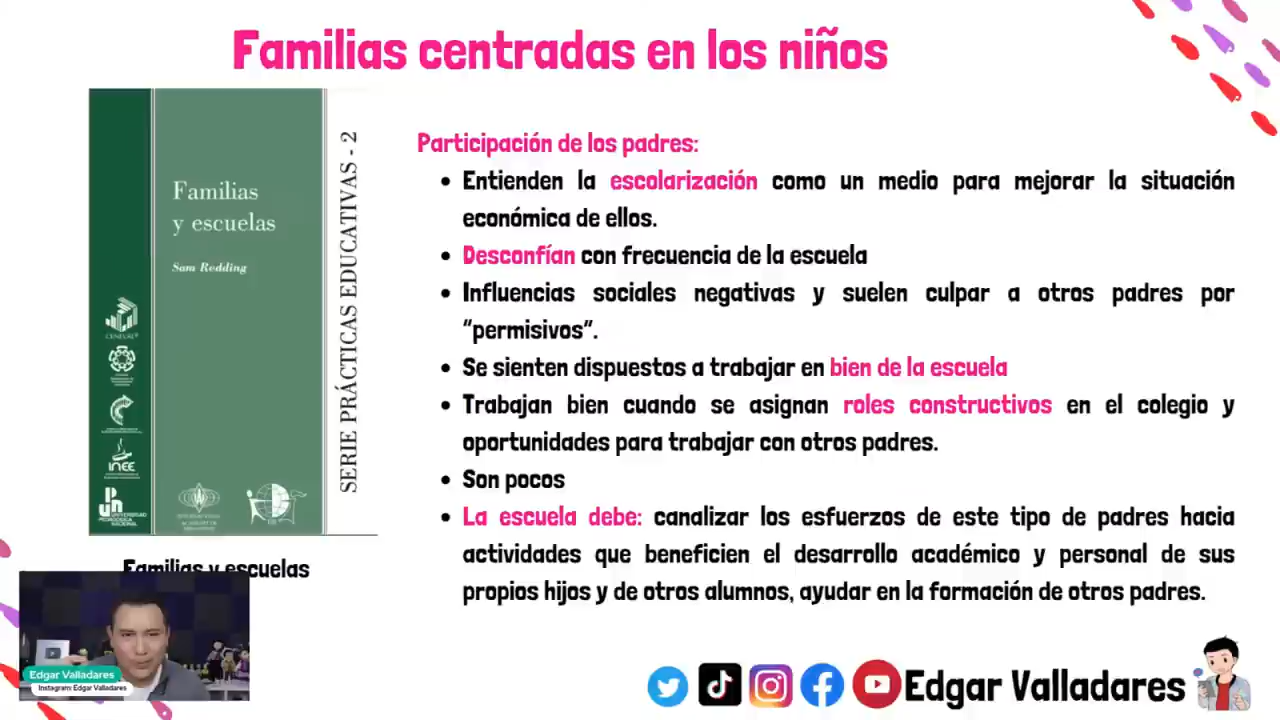 Familias centradas en los niños
Familias
y escuelas
Sam Redding
SERIE PRÁCTICAS EDUCATIVAS - 2
CENEVAL
INEE
UNIVERSIDAD
PEDAGÓGICA
NACIONAL
Familias y escuelas
Participación de los padres:
• Entienden la escolarización como un medio para mejorar la situación
económica de ellos.
• Desconfían con frecuencia de la escuela
• Influencias sociales negativas y suelen culpar a otros padres por
“permisivos”.
• Se sienten dispuestos a trabajar en bien de la escuela
• Trabajan bien cuando se asignan roles constructivos en el colegio y
oportunidades para trabajar con otros padres.
• Son pocos
• La escuela debe: canalizar los esfuerzos de este tipo de padres hacia
actividades que beneficien el desarrollo académico y personal de sus
propios hijos y de otros alumnos, ayudar en la formación de otros padres.
Edgar Valladares
Instagram: Edgar Valladares
Edgar Valladares